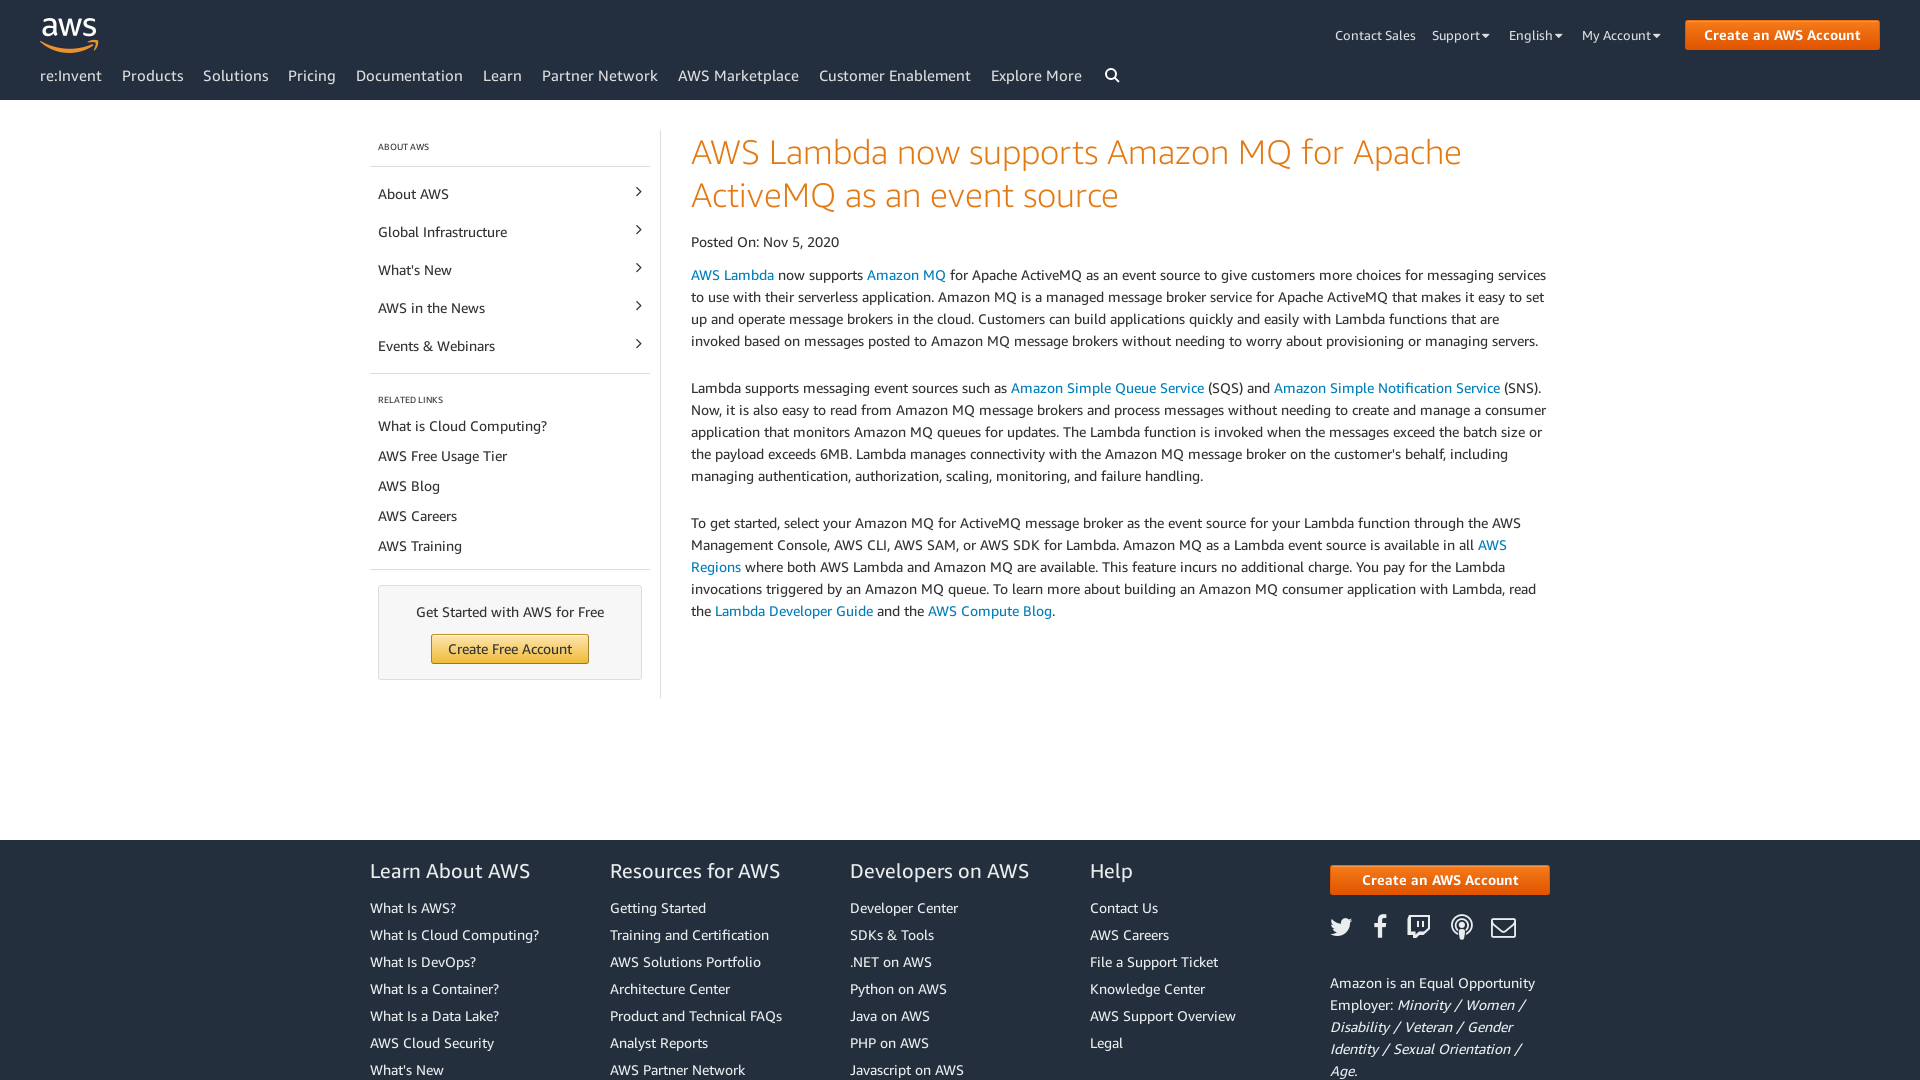 aws
Contact Sales
Support
English
My Account
Create an AWS Account
re:Invent
Products
Solutions
Pricing
Documentation
Learn
Partner Network
AWS Marketplace
Customer Enablement
Explore More
ABOUT AWS
About AWS
Global Infrastructure
What's New
AWS in the News
Events & Webinars
RELATED LINKS
What is Cloud Computing?
AWS Free Usage Tier
AWS Blog
AWS Careers
AWS Training
Get Started with AWS for Free
Create Free Account
AWS Lambda now supports Amazon MQ for Apache
ActiveMQ as an event source
Posted On: Nov 5, 2020
AWS Lambda now supports Amazon MQ for Apache ActiveMQ as an event source to give customers more choices for messaging services
to use with their serverless application. Amazon MQ is a managed message broker service for Apache ActiveMQ that makes it easy to set
up and operate message brokers in the cloud. Customers can build applications quickly and easily with Lambda functions that are
invoked based on messages posted to Amazon MQ message brokers without needing to worry about provisioning or managing servers.
Lambda supports messaging event sources such as Amazon Simple Queue Service (SQS) and Amazon Simple Notification Service (SNS).
Now, it is also easy to read from Amazon MQ message brokers and process messages without needing to create and manage a consumer
application that monitors Amazon MQ queues for updates. The Lambda function is invoked when the messages exceed the batch size or
the payload exceeds 6MB. Lambda manages connectivity with the Amazon MQ message broker on the customer's behalf, including
managing authentication, authorization, scaling, monitoring, and failure handling.
To get started, select your Amazon MQ for ActiveMQ message broker as the event source for your Lambda function through the AWS
Management Console, AWS CLI, AWS SAM, or AWS SDK for Lambda. Amazon MQ as a Lambda event source is available in all AWS
Regions where both AWS Lambda and Amazon MQ are available. This feature incurs no additional charge. You pay for the Lambda
invocations triggered by an Amazon MQ queue. To learn more about building an Amazon MQ consumer application with Lambda, read
the Lambda Developer Guide and the AWS Compute Blog.
Learn About AWS
What Is AWS?
What Is Cloud Computing?
What Is DevOps?
What Is a Container?
What Is a Data Lake?
AWS Cloud Security
What's New
Resources for AWS
Getting Started
Training and Certification
AWS Solutions Portfolio
Architecture Center
Product and Technical FAQs
Analyst Reports
AWS Partner Network
Developers on AWS
Developer Center
SDKs & Tools
.NET on AWS
Python on AWS
Java on AWS
PHP on AWS
Javascript on AWS
Help
Contact Us
AWS Careers
File a Support Ticket
Knowledge Center
AWS Support Overview
Legal
Create an AWS Account
Amazon is an Equal Opportunity
Employer: Minority / Women /
Disability / Veteran / Gender
Identity / Sexual Orientation /
Age.